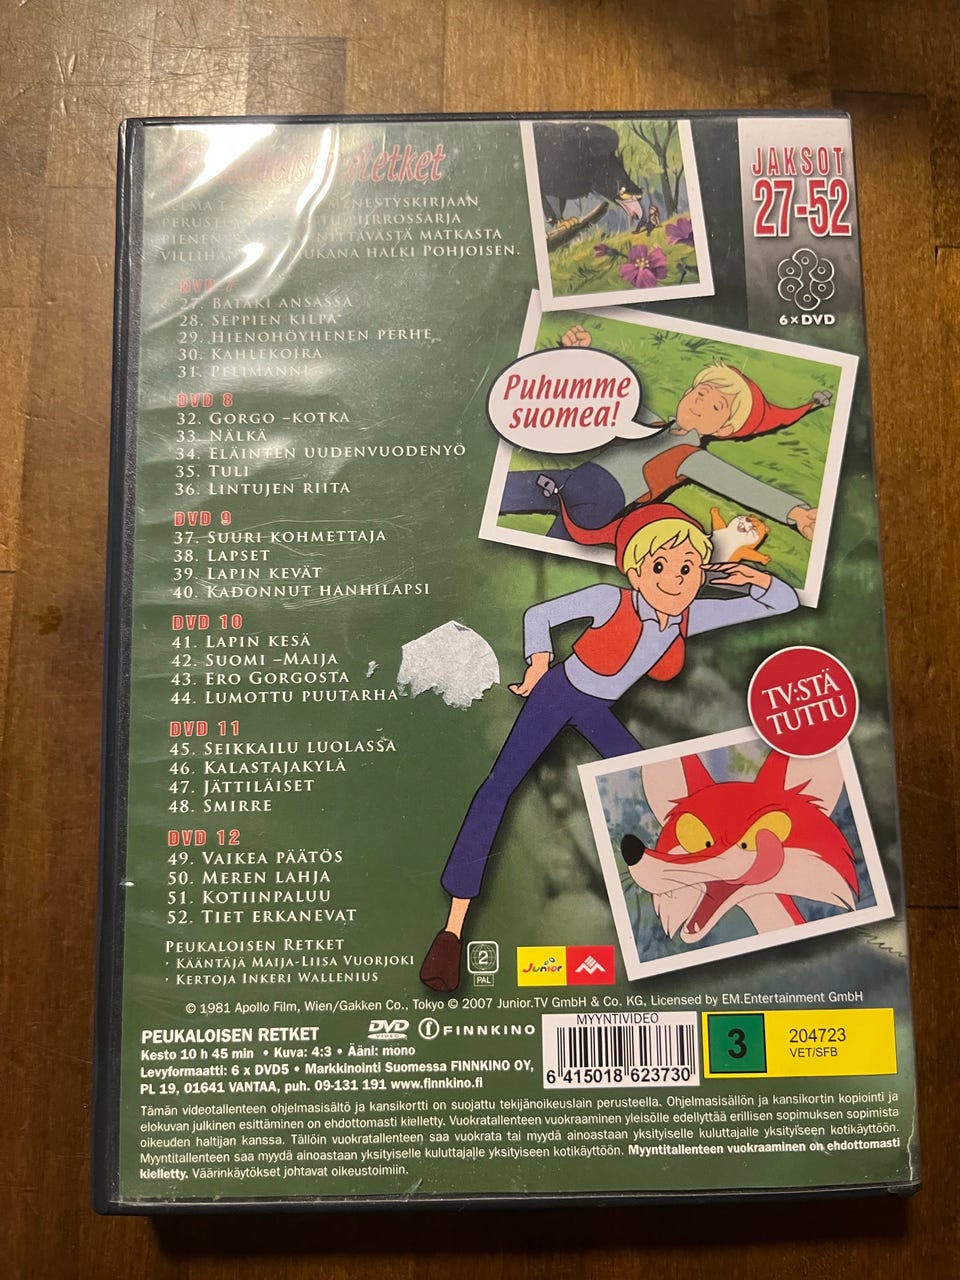 Retket
MENESTYSKIRJAAN
PIIRROSSARJA
MATKASTA
HALKI POHJOISEN.
27. BATAKI ANSASSA
28. SEPPIEN KILPA
29. HIENOHÖYHENEN PERHE
30. KAHLEKOIRA
31. PELIMANNI
DVD 8
32. GORGO –KOTKA
33. NÄLKÄ
34. ELÄINTEN UUDENVUODENYÖ
35. TULI
36. LINTUJEN RIITA
DVD 9
37. SUURI KOHMETTAJA
38. LAPSET
39. LAPIN KEVÄT
40. KADONNUT HANHILAPSI
DVD 10
41. LAPIN KESÄ
42. SUOMI –MAIJA
43. ERO GORGOSTA
44. LUMOTTU PUUTARHA
DVD 11
45. SEIKKAILU LUOLASSA
46. KALASTAJAKYLÄ
47. JÄTTILÄISET
48. SMIRRE
DVD 12
49. VAIKEA PÄÄTÖS
50. MEREN LAHJA
51. KOTIINPALUU
52. TIET ERKANEVAT
PEUKALOISEN RETKET
· KÄÄNTÄJÄ MAIJA-LIISA VUORJOKI
· KERTOJA INKERI WALLENIUS
JAKSOT
27-52
6 x DVD
Puhumme
suomea!
TV:STÄ
TUTTU
2
PAL
Junior
© 1981 Apollo Film, Wien/Gakken Co., Tokyo © 2007 Junior.TV GmbH & Co. KG, Licensed by EM.Entertainment GmbH
PEUKALOISEN RETKET
DVD VIDEO
f FINNKINO
Kesto 10 h 45 min • Kuva: 4:3 • Ääni: mono
Levyformaatti: 6 x DVD5 • Markkinointi Suomessa FINNKINO OY,
PL 19, 01641 VANTAA, puh. 09-131 191 www.finnkino.fi
MYYNTIVIDEO
6 415018 623730
3
204723
VET/SFB
Tämän videotallenteen ohjelmasisältö ja kansikortti on suojattu tekijänoikeuslain perusteella. Ohjelmasisällön ja kansikortin kopiointi ja
elokuvan julkinen esittäminen on ehdottomasti kielletty. Vuokratallenteen vuokraaminen yleisölle edellyttää erillisen sopimuksen sopimista
oikeuden haltijan kanssa. Tällöin vuokratallenteen saa vuokrata tai myydä ainoastaan yksityiselle kuluttajalle yksityiseen kotikäyttöön.
Myyntitallenteen saa myydä ainoastaan yksityiselle kuluttajalle yksityiseen kotikäyttöön. Myyntitallenteen vuokraaminen on ehdottomasti
kielletty. Väärinkäytökset johtavat oikeustoimiin.